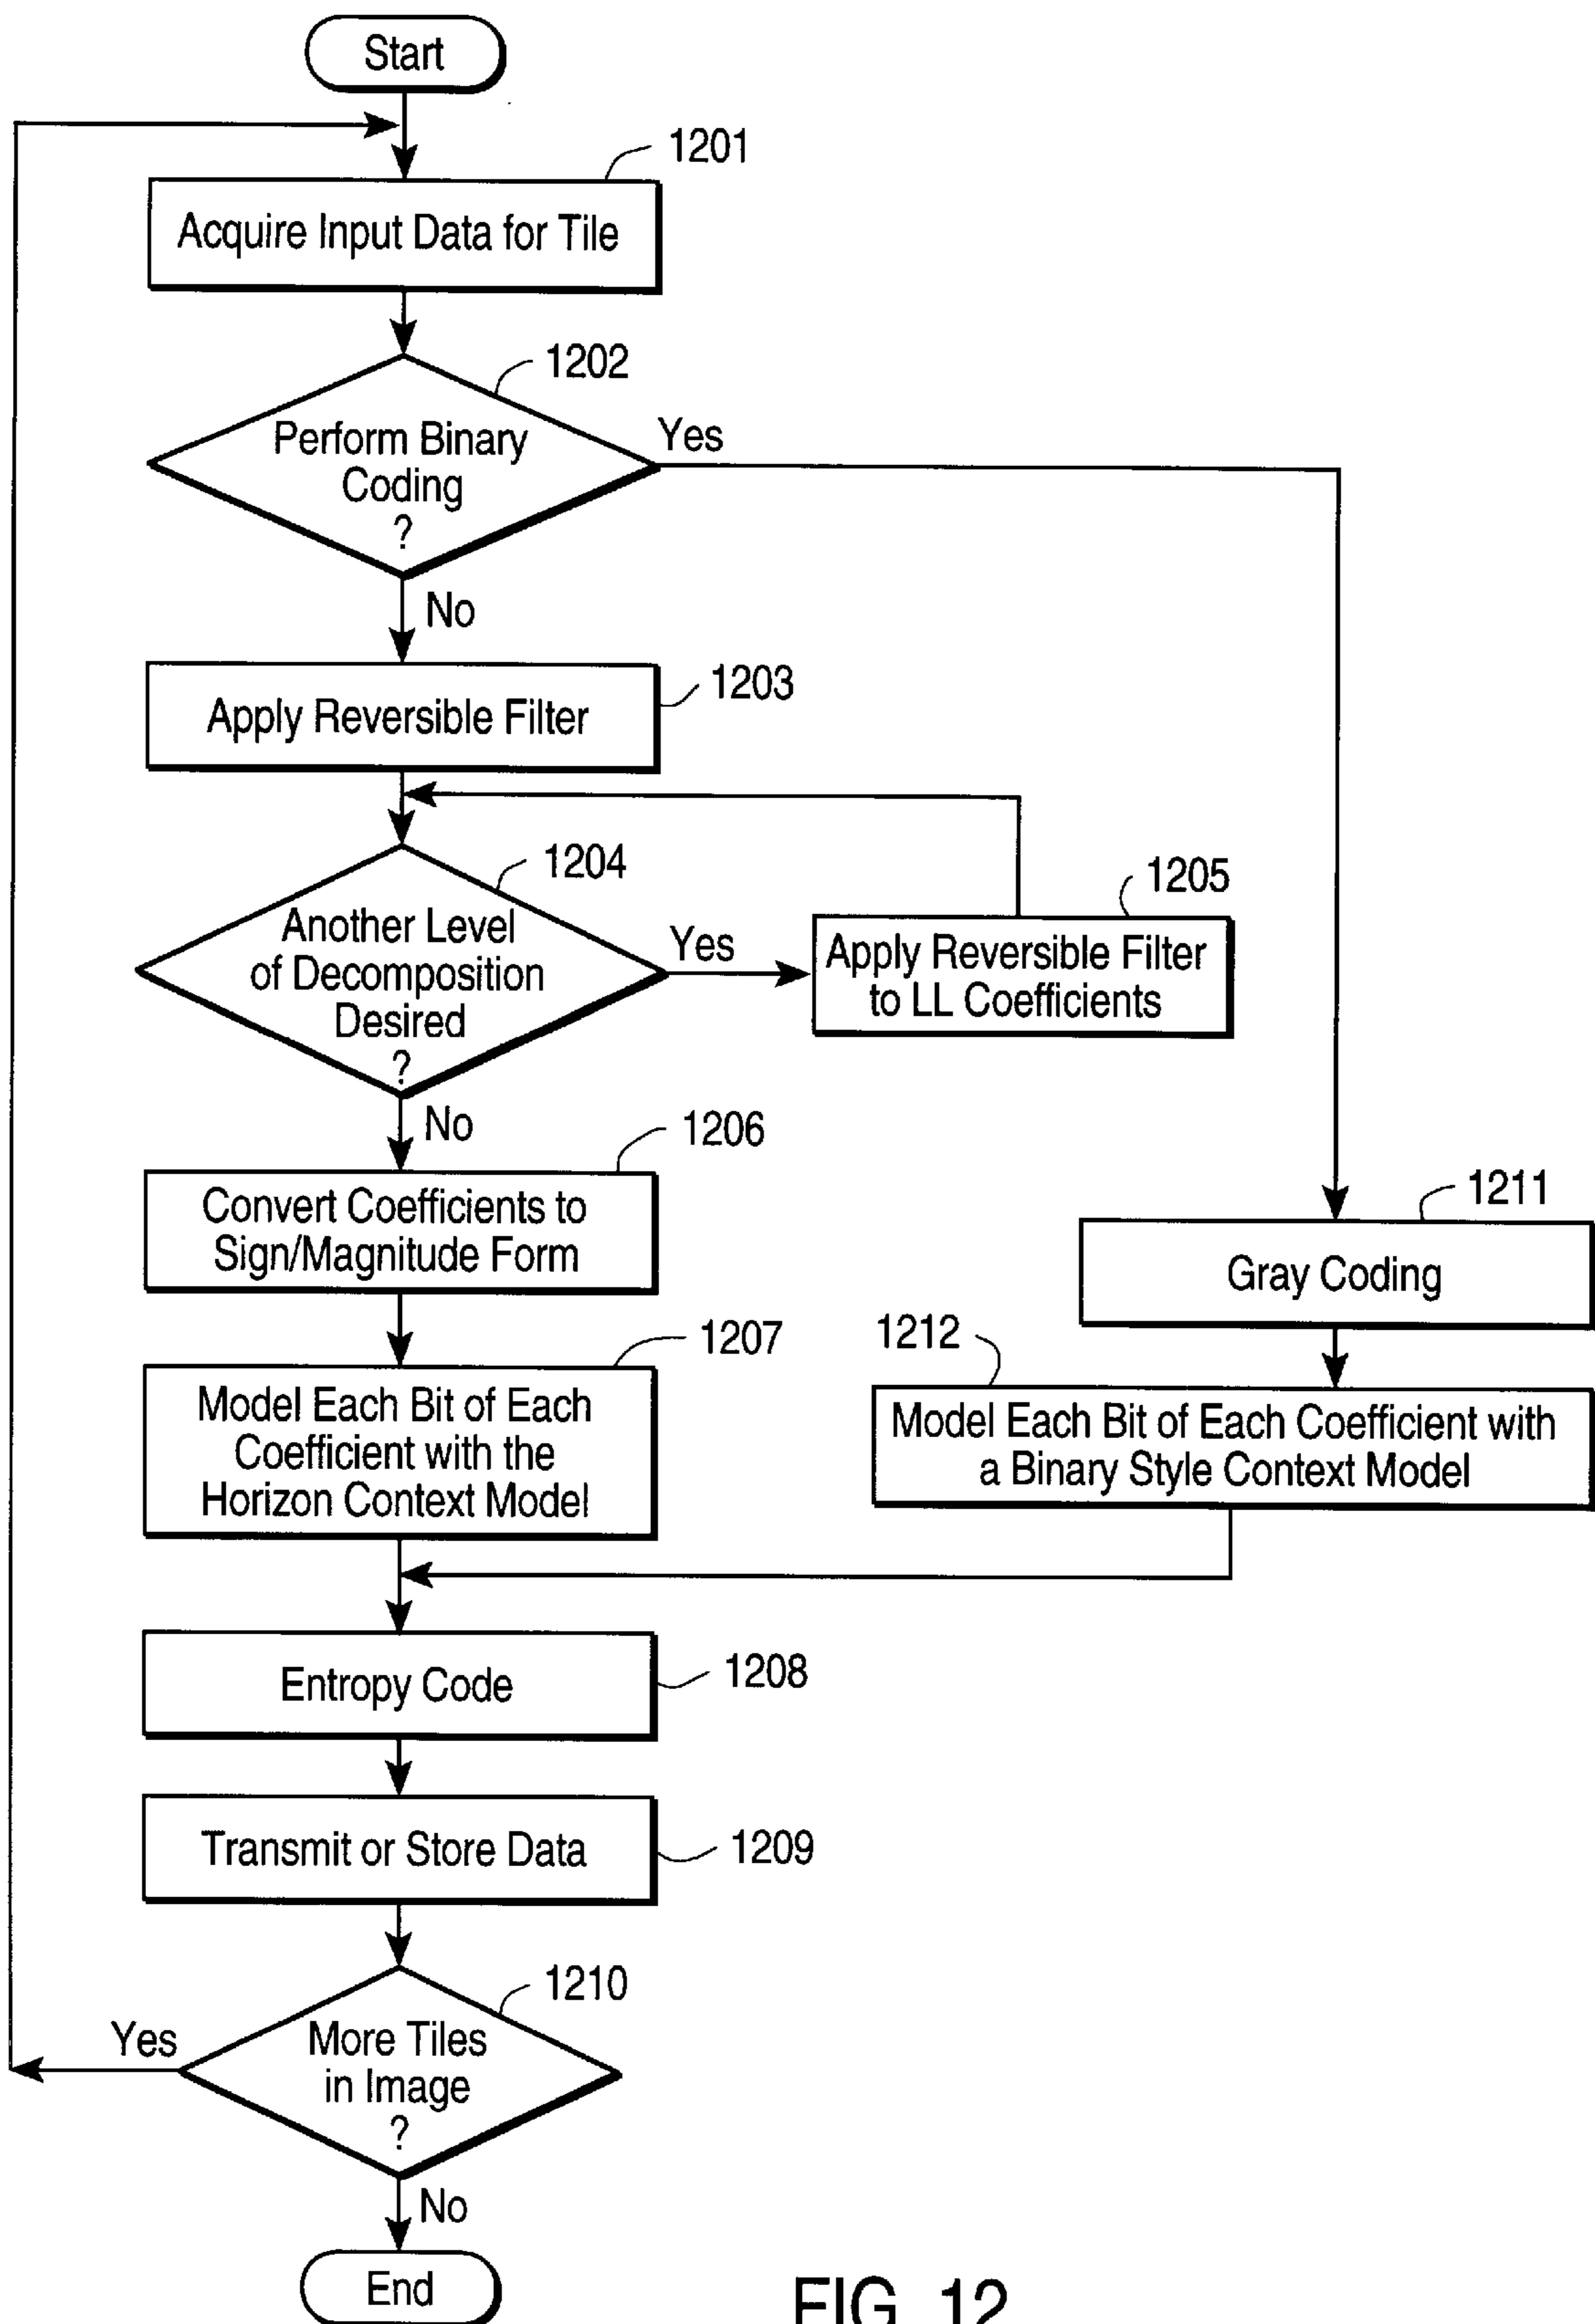 Start
1201
Acquire Input Data for Tile
1202
Perform Binary
Coding
?
Yes
No
1203
Apply Reversible Filter
1204
Another Level
of Decomposition
Desired
?
Yes
1205
Apply Reversible Filter
to LL Coefficients
No
1206
Convert Coefficients to
Sign/Magnitude Form
1211
Gray Coding
1207
Model Each Bit of Each
Coefficient with the
Horizon Context Model
1212
Model Each Bit of Each Coefficient with
a Binary Style Context Model
Entropy Code
1208
Transmit or Store Data
1209
1210
More Tiles
in Image
?
Yes
No
End
FIG. 12